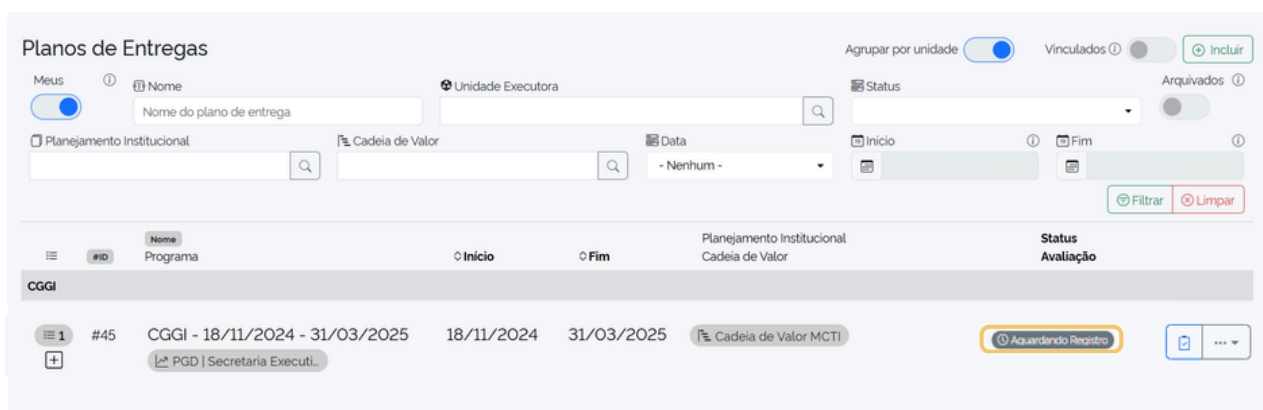 Planos de Entregas
Agrupar por unidade
Vinculados
Incluir
Meus
Nome
Unidade Executora
Status
Arquivados
Nome do plano de entrega
Planejamento Institucional
Cadeia de Valor
Data
Início
Fim
- Nenhum -
Filtrar
Limpar
#ID
Nome
Programa
Início
Fim
Planejamento Institucional
Cadeia de Valor
Status
Avaliação
CGGI
1
#45
CGGI - 18/11/2024 - 31/03/2025
18/11/2024
31/03/2025
Cadeia de Valor MCTI
Aguardando Registro
PGD | Secretaria Executi..